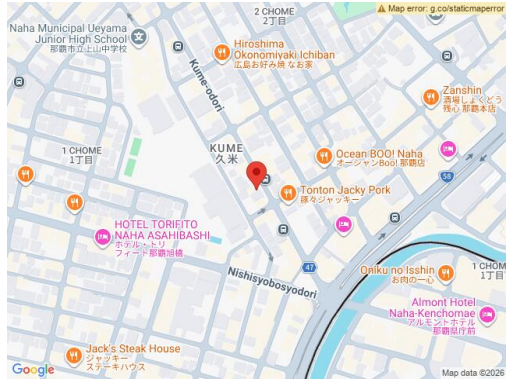 2 CHOME
2丁目
Map error: g.co/staticmaperror
Naha Municipal Ueyama
Junior High School
那覇市立上山中学校
Hiroshima
Okonomiyaki Ichiban
広島お好み焼 なお家
Kume-odori
Zanshin
酒場しょくどう
残心 那覇本店
1 CHOME
1丁目
KUME
久米
Ocean BOO! Naha
オーシャンBoo! 那覇店
58
Tonton Jacky Pork
豚々ジャッキー
HOTEL TORIFITO
NAHA ASAHIBASHI
ホテル・トリ
フィート那覇旭橋
47
Nishisyobosyodori
Oniku no Isshin
お肉の一心
1 CHOM
1丁目
Almont Hotel
Naha-Kenchomae
アルモントホテル
那覇県庁前
Jack's Steak House
ジャッキー
ステーキハウス
Google
Map data ©2026